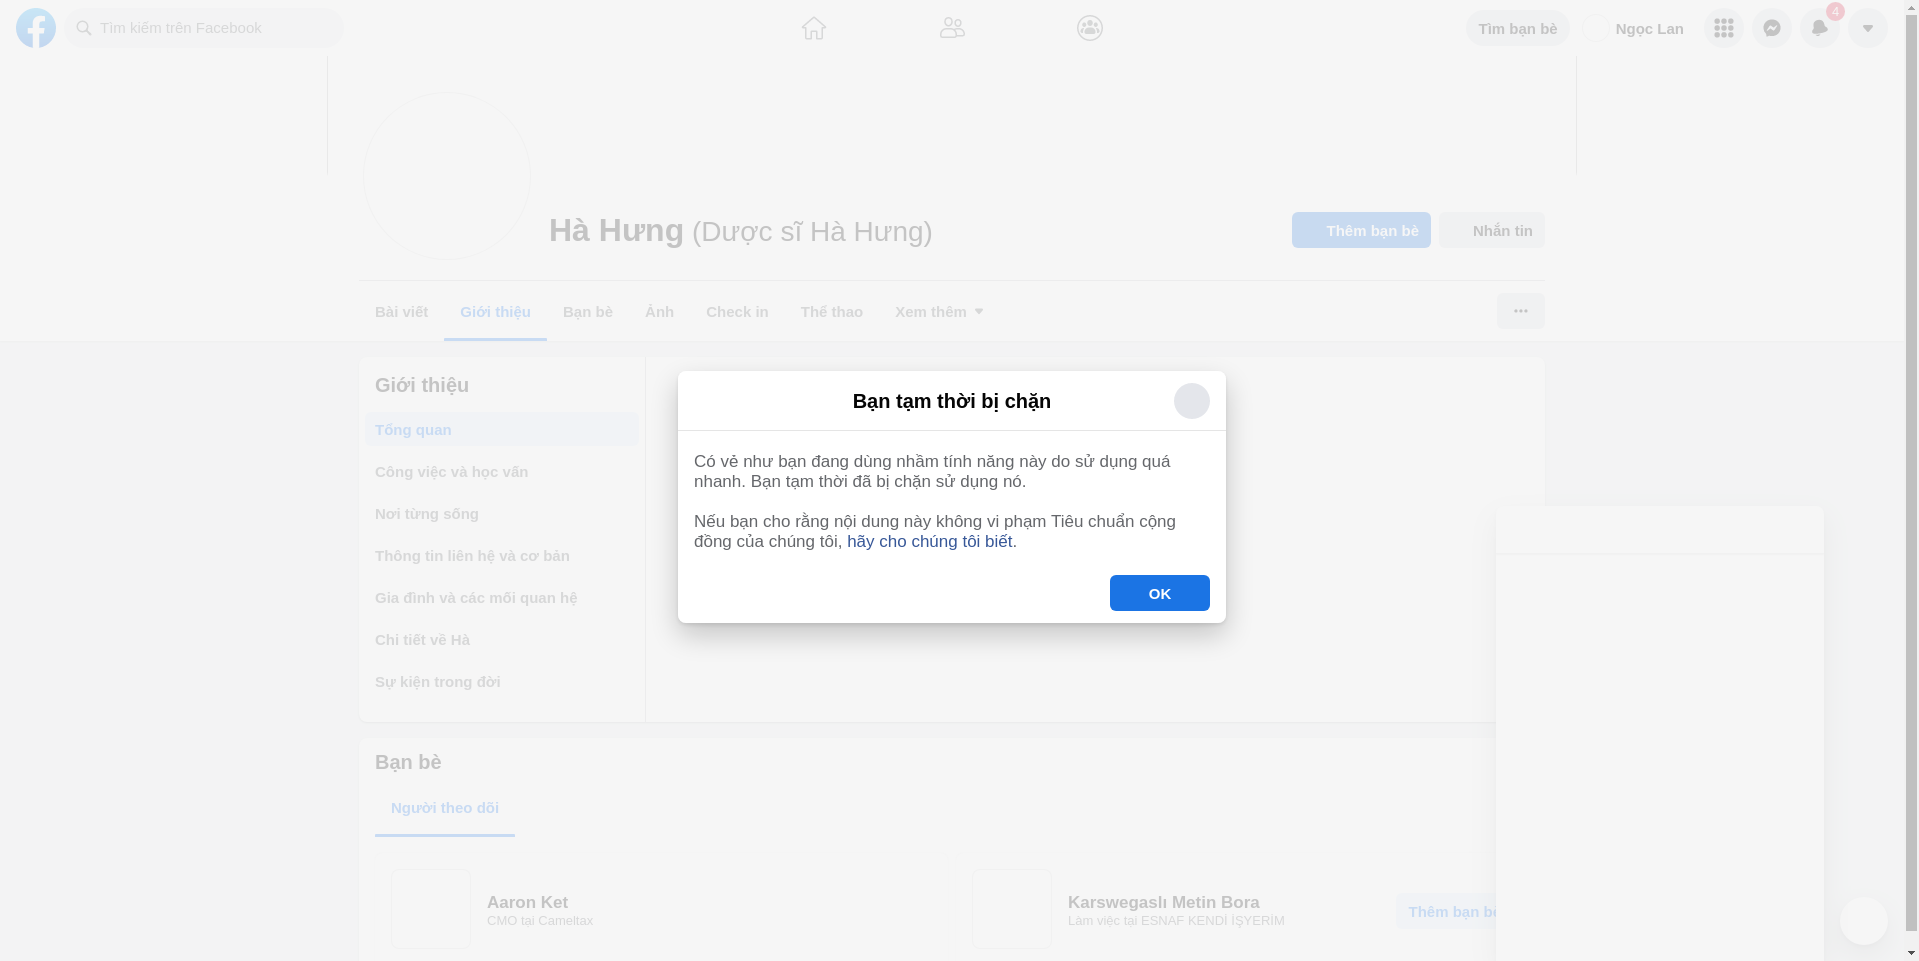 Tìm kiếm trên Facebook
Tìm bạn bè
Ngọc Lan
4
Hà Hưng (Dược sĩ Hà Hưng)
Thêm bạn bè
Nhắn tin
Bài viết
Giới thiệu
Bạn bè
Ảnh
Check in
Thể thao
Xem thêm
Giới thiệu
Tổng quan
Công việc và học vấn
Nơi từng sống
Thông tin liên hệ và cơ bản
Gia đình và các mối quan hệ
Chi tiết về Hà
Sự kiện trong đời
Bạn tạm thời bị chặn
Có vẻ như bạn đang dùng nhầm tính năng này do sử dụng quá
nhanh. Bạn tạm thời đã bị chặn sử dụng nó.
Nếu bạn cho rằng nội dung này không vi phạm Tiêu chuẩn cộng
đồng của chúng tôi, hãy cho chúng tôi biết.
OK
Bạn bè
Người theo dõi
Aaron Ket
CMO tại Cameltax
Karswegaslı Metin Bora
Làm việc tại ESNAF KENDİ İŞYERİM
Thêm bạn bè